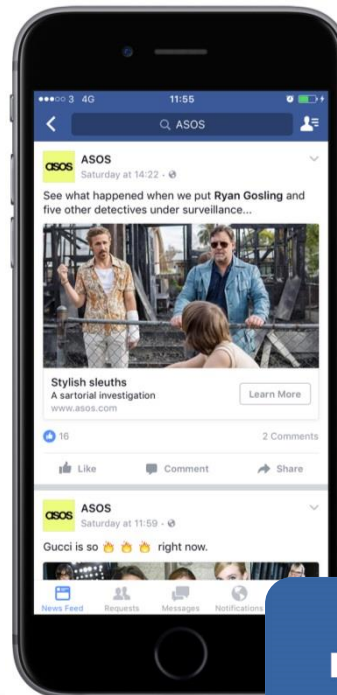 3 4G 11:55
ASOS
asos
ASOS
Saturday at 14:22
See what happened when we put Ryan Gosling and
five other detectives under surveillance...
Stylish sleuths
A sartorial investigation
www.asos.com
Learn More
16
2 Comments
Like Comment Share
asos
ASOS
Saturday at 11:59
Gucci is so 🔥 🔥 🔥 right now.
News Feed Requests Messages Notifications